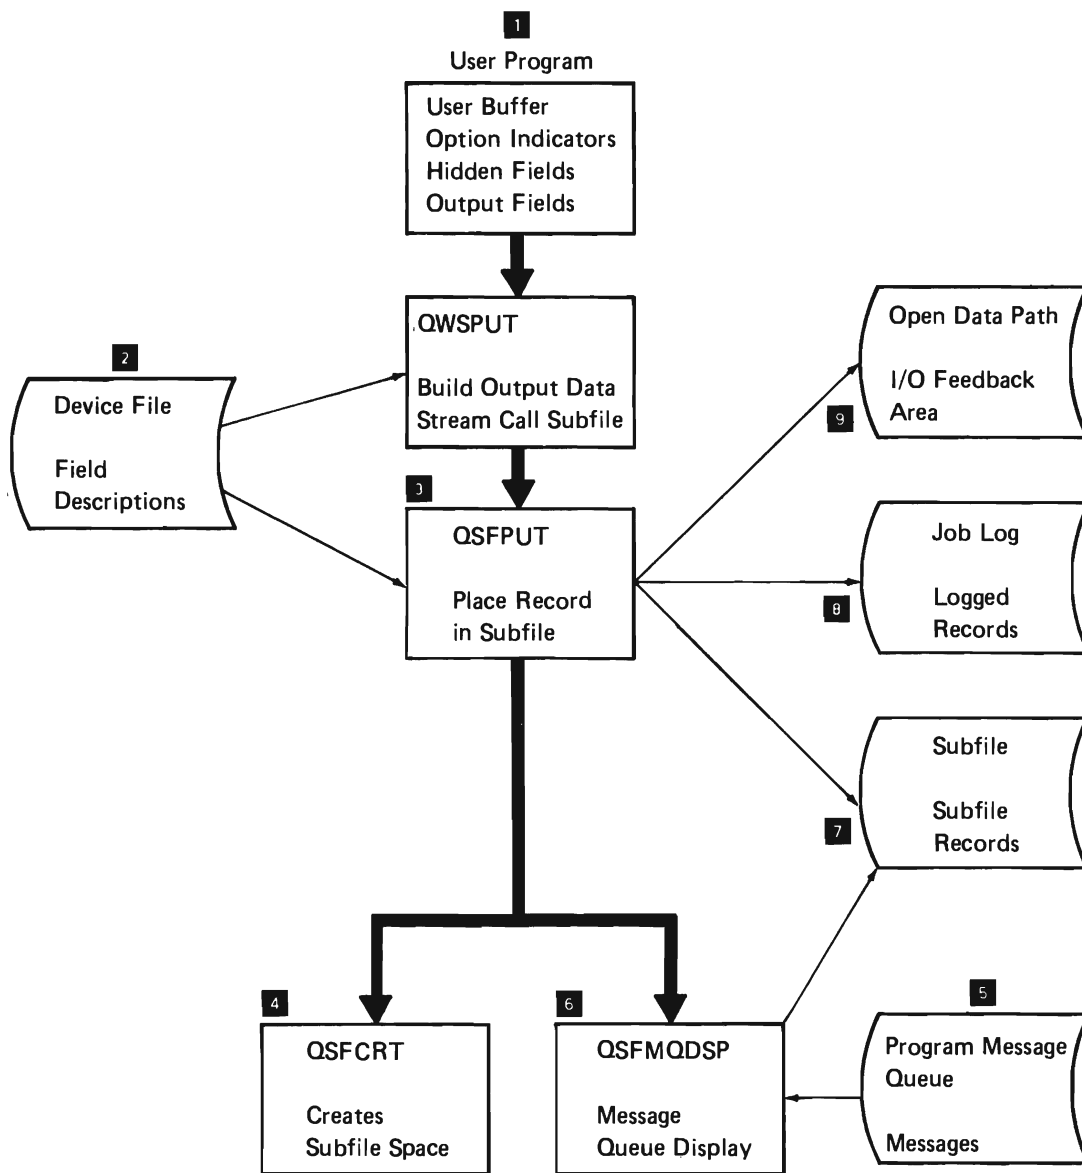 1
User Program
User Buffer
Option Indicators
Hidden Fields
Output Fields
QWSPUT
Build Output Data
Stream Call Subfile
2
Device File
Field
Descriptions
3
QSFPUT
Place Record
in Subfile
Open Data Path
I/O Feedback
Area
9
Job Log
Logged
Records
8
Subfile
Subfile
Records
7
4
QSFCRT
Creates
Subfile Space
6
QSFMQDSP
Message
Queue Display
5
Program Message
Queue
Messages